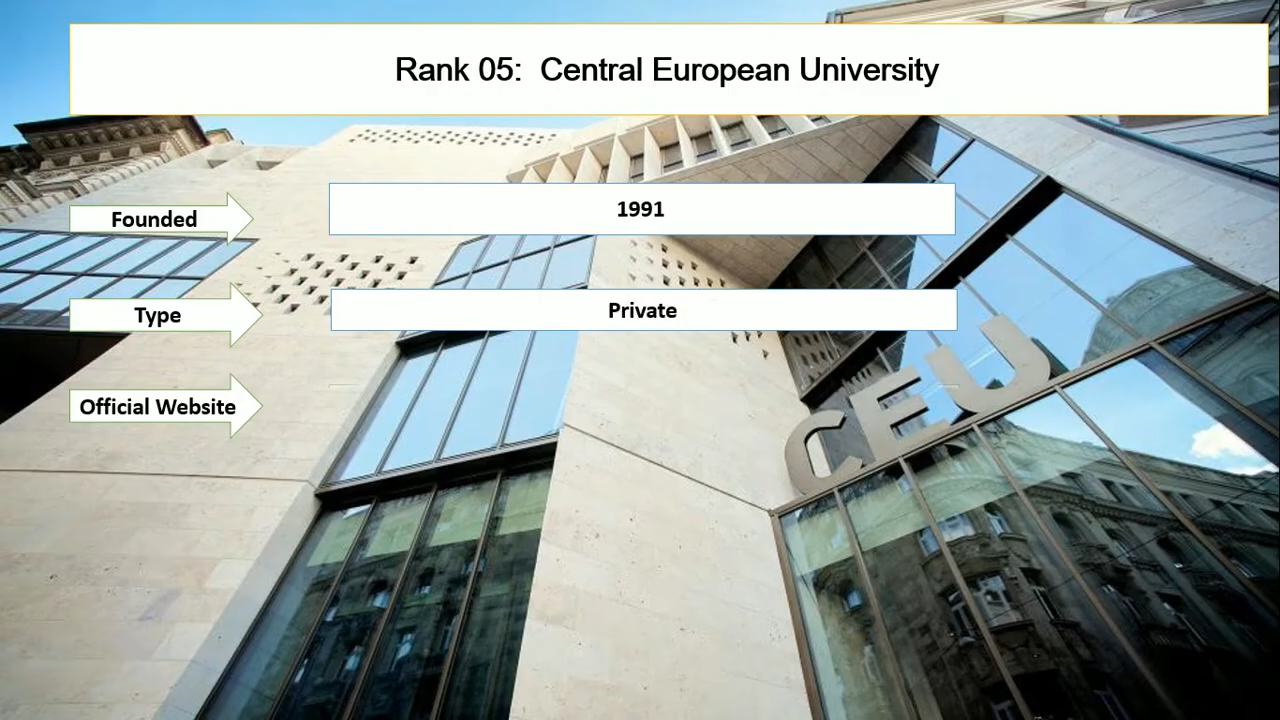 Rank 05: Central European University
Founded
1991
Type
Private
Official Website
CEU